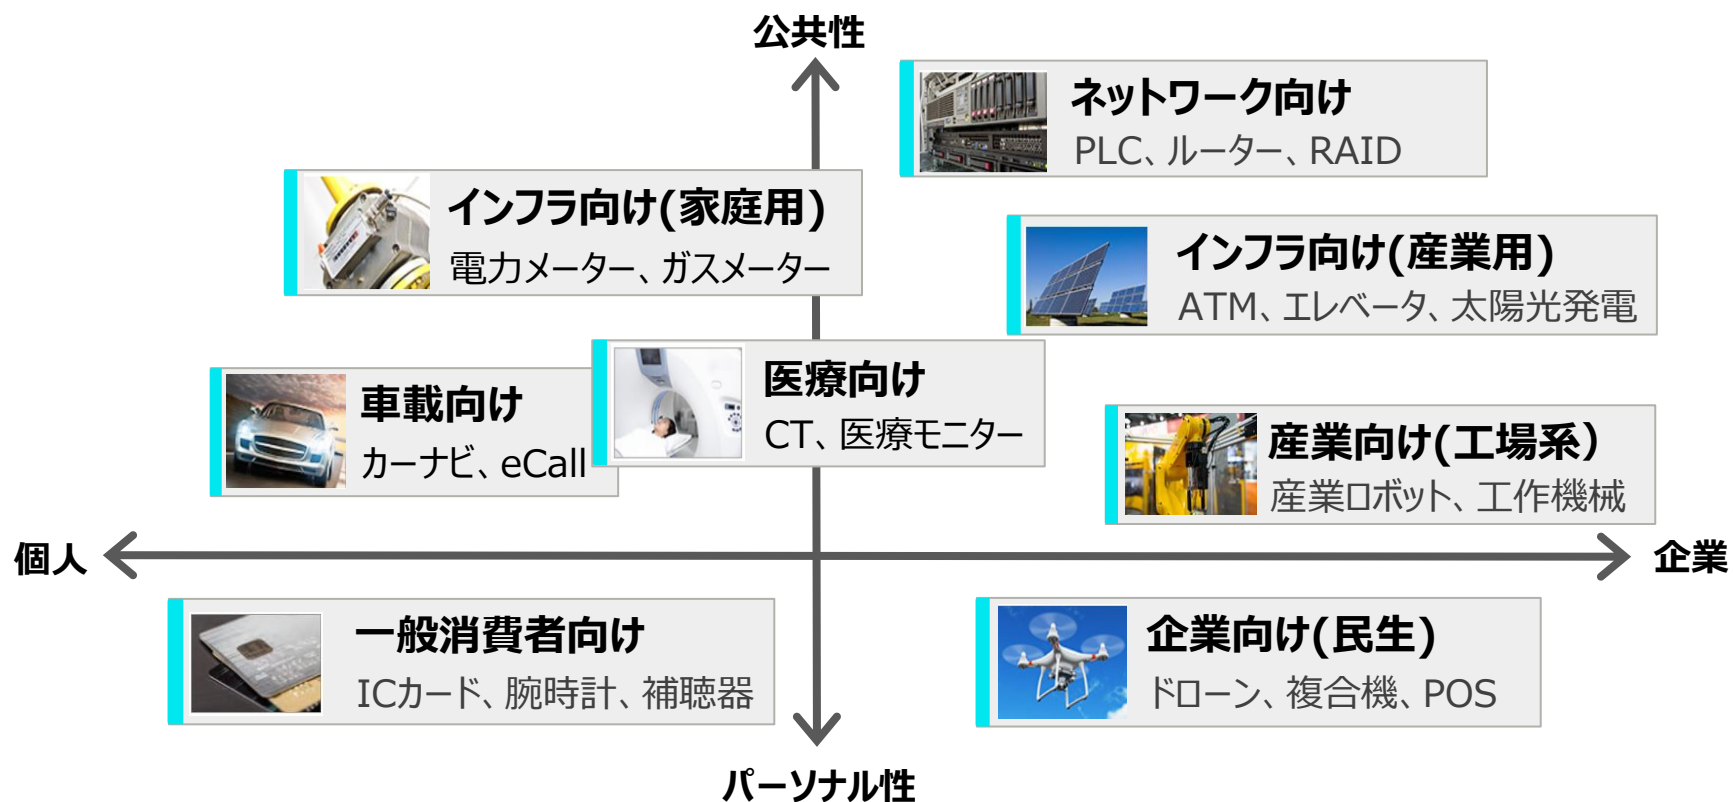 公共性
ネットワーク向け
PLC、ルーター、RAID
インフラ向け(家庭用)
電力メーター、ガスメーター
インフラ向け(産業用)
ATM、エレベータ、太陽光発電
医療向け
CT、医療モニター
車載向け
カーナビ、eCall
産業向け(工場系）
産業ロボット、工作機械
個人
企業
一般消費者向け
ICカード、腕時計、補聴器
企業向け(民生)
ドローン、複合機、POS
パーソナル性